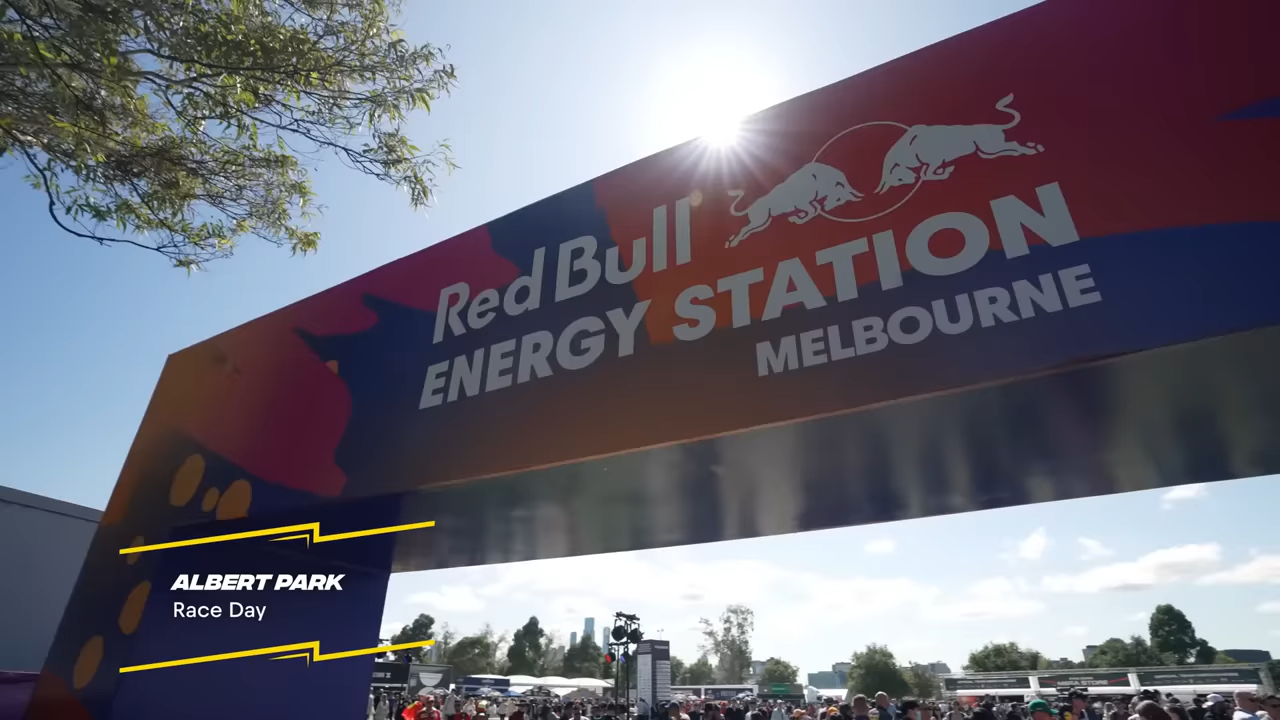 Red Bull
ENERGY STATION
MELBOURNE
ALBERT PARK
Race Day